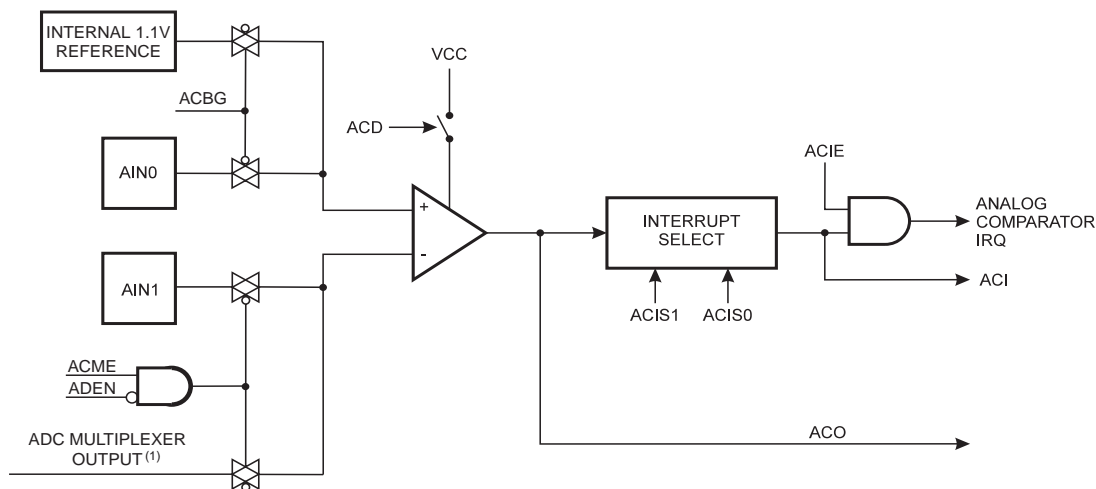 INTERNAL 1.1V
REFERENCE
VCC
ACBG
ACD
AIN0
ACIE
+
INTERRUPT
SELECT
ANALOG
COMPARATOR
IRQ
-
AIN1
ACI
ACIS1
ACIS0
ACME
ADEN
ADC MULTIPLEXER
OUTPUT (1)
ACO